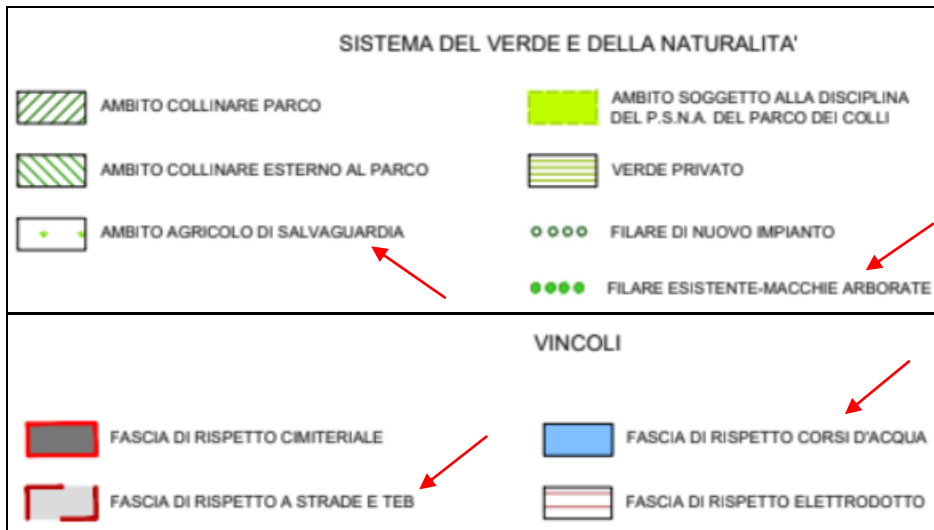 SISTEMA DEL VERDE E DELLA NATURALITA'
AMBITO COLLINARE PARCO
AMBITO COLLINARE ESTERNO AL PARCO
AMBITO AGRICOLO DI SALVAGUARDIA
AMBITO SOGGETTO ALLA DISCIPLINA
DEL P.S.N.A. DEL PARCO DEI COLLI
VERDE PRIVATO
FILARE DI NUOVO IMPIANTO
FILARE ESISTENTE-MACCHIE ARBORATE
VINCOLI
FASCIA DI RISPETTO CIMITERIALE
FASCIA DI RISPETTO A STRADE E TEB
FASCIA DI RISPETTO CORSI D'ACQUA
FASCIA DI RISPETTO ELETTRODOTTO